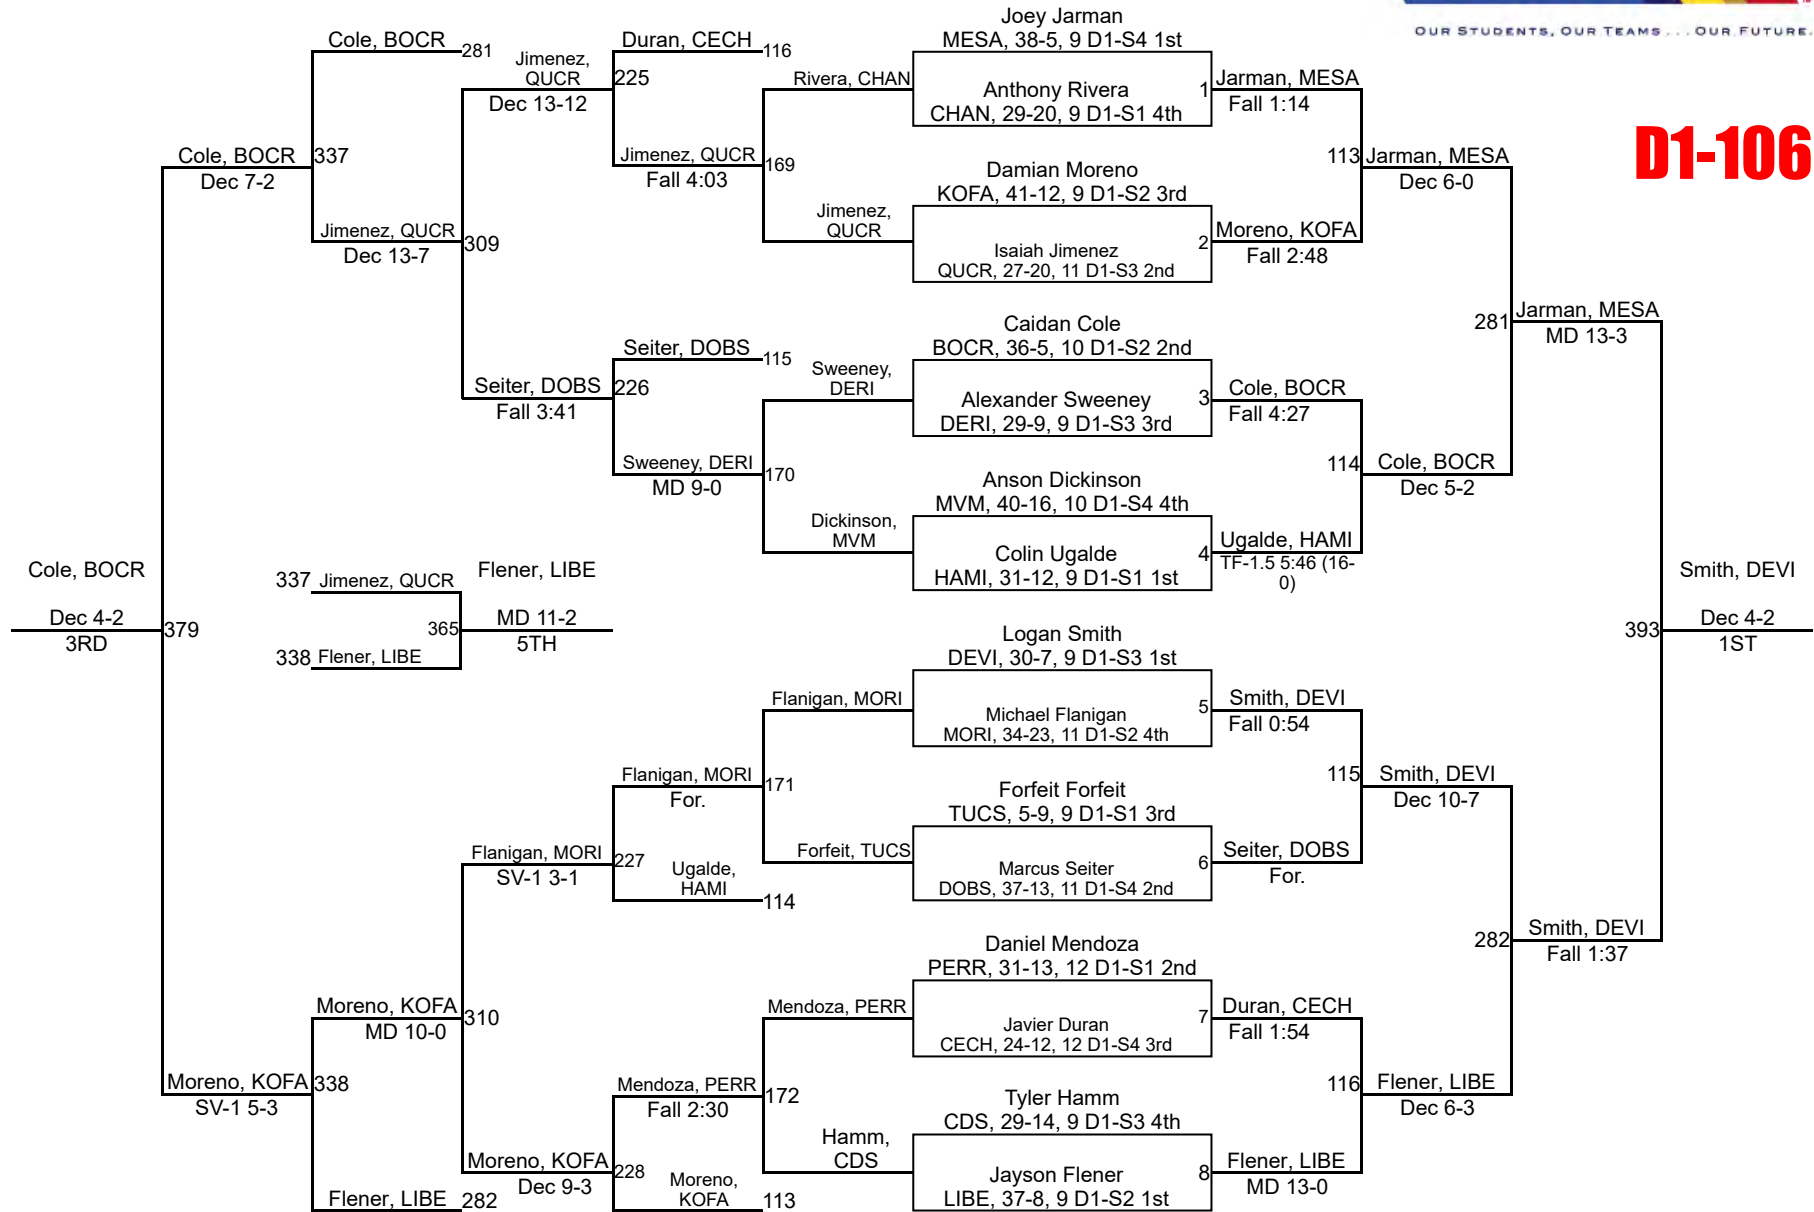 OUR STUDENTS, OUR TEAMS . . . OUR FUTURE.
D1-106
Cole, BOCR
281
Jimenez,
QUCR
Dec 13-12
Duran, CECH
116
225
Jimenez, QUCR
Fall 4:03
169
Rivera, CHAN
Jimenez,
QUCR
Joey Jarman
MESA, 38-5, 9 D1-S4 1st
Anthony Rivera
CHAN, 29-20, 9 D1-S1 4th
1
Jarman, MESA
Fall 1:14
Damian Moreno
KOFA, 41-12, 9 D1-S2 3rd
Isaiah Jimenez
QUCR, 27-20, 11 D1-S3 2nd
2
Moreno, KOFA
Fall 2:48
113
Jarman, MESA
Dec 6-0
Cole, BOCR
Dec 7-2
337
Jimenez, QUCR
Dec 13-7
309
Seiter, DOBS
Fall 3:41
Seiter, DOBS
115
226
Sweeney, DERI
MD 9-0
170
Sweeney,
DERI
Dickinson,
MVM
Caidan Cole
BOCR, 36-5, 10 D1-S2 2nd
Alexander Sweeney
DERI, 29-9, 9 D1-S3 3rd
3
Cole, BOCR
Fall 4:27
Anson Dickinson
MVM, 40-16, 10 D1-S4 4th
Colin Ugalde
HAMI, 31-12, 9 D1-S1 1st
4
Ugalde, HAMI
TF-1.5 5:46 (16-
0)
114
Cole, BOCR
Dec 5-2
281
Jarman, MESA
MD 13-3
Cole, BOCR
Dec 4-2
3RD
379
337
Jimenez, QUCR
338
Flener, LIBE
365
Flener, LIBE
MD 11-2
5TH
393
Smith, DEVI
Dec 4-2
1ST
Logan Smith
DEVI, 30-7, 9 D1-S3 1st
Michael Flanigan
MORI, 34-23, 11 D1-S2 4th
5
Smith, DEVI
Fall 0:54
Flanigan, MORI
Flanigan, MORI
For.
171
Forfeit, TUCS
Forfeit Forfeit
TUCS, 5-9, 9 D1-S1 3rd
Marcus Seiter
DOBS, 37-13, 11 D1-S4 2nd
6
Seiter, DOBS
For.
115
Smith, DEVI
Dec 10-7
Flanigan, MORI
SV-1 3-1
227
Ugalde,
HAMI
114
282
Smith, DEVI
Fall 1:37
Moreno, KOFA
MD 10-0
310
Daniel Mendoza
PERR, 31-13, 12 D1-S1 2nd
Javier Duran
CECH, 24-12, 12 D1-S4 3rd
7
Duran, CECH
Fall 1:54
Mendoza, PERR
Mendoza, PERR
Fall 2:30
172
Hamm,
CDS
Tyler Hamm
CDS, 29-14, 9 D1-S3 4th
Jayson Flener
LIBE, 37-8, 9 D1-S2 1st
8
Flener, LIBE
MD 13-0
116
Flener, LIBE
Dec 6-3
Moreno, KOFA
SV-1 5-3
338
Moreno, KOFA
Dec 9-3
228
Moreno,
KOFA
113
Flener, LIBE
282